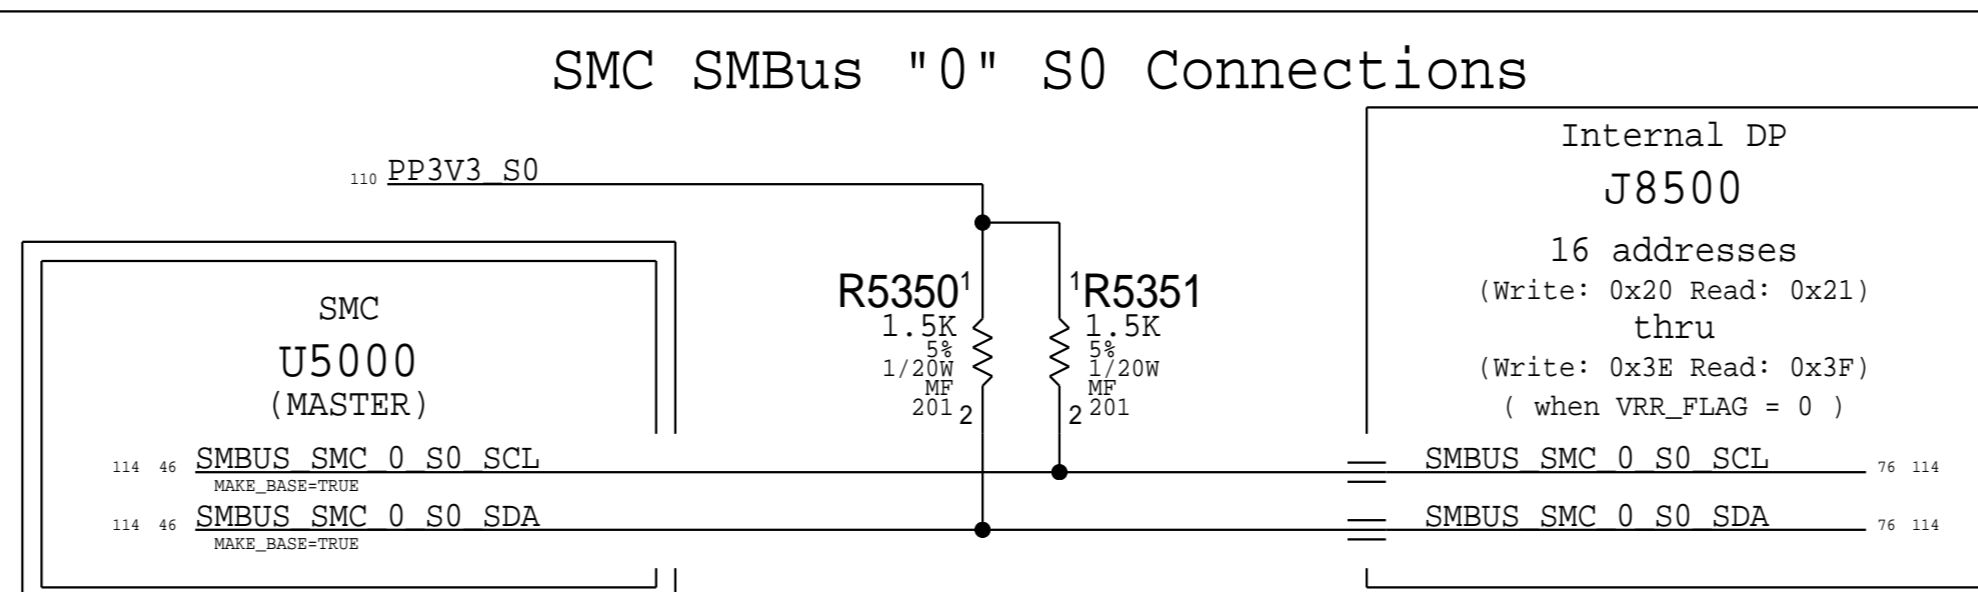 SMC SMBus "0" S0 Connections
110 PP3V3_S0
SMC
U5000
(MASTER)
R5350 1
1.5K
5%
1/20W
MF
201 2
1 R5351
1.5K
5%
1/20W
MF
2 201
Internal DP
J8500
16 addresses
(Write: 0x20 Read: 0x21)
thru
(Write: 0x3E Read: 0x3F)
( when VRR_FLAG = 0 )
114 46 SMBUS_SMC_0_S0_SCL
MAKE_BASE=TRUE
SMBUS_SMC_0_S0_SCL 76 114
114 46 SMBUS_SMC_0_S0_SDA
MAKE_BASE=TRUE
SMBUS_SMC_0_S0_SDA 76 114